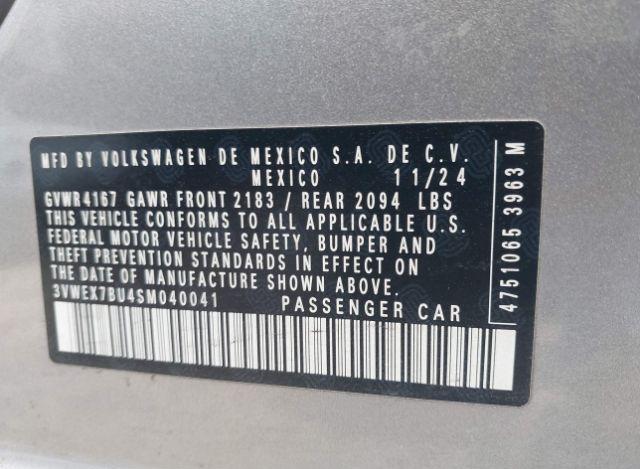 MFD BY VOLKSWAGEN DE MEXICO S.A. DE C.V.
MEXICO 11/24
GVWR4167 GAWR FRONT 2183 / REAR 2094 LBS
THIS VEHICLE CONFORMS TO ALL APPLICABLE U.S.
FEDERAL MOTOR VEHICLE SAFETY, BUMPER AND
THEFT PREVENTION STANDARDS IN EFFECT ON
THE DATE OF MANUFACTURE SHOWN ABOVE.
3VWEX7BU4SM040041 PASSENGER CAR
4751065 3963 M